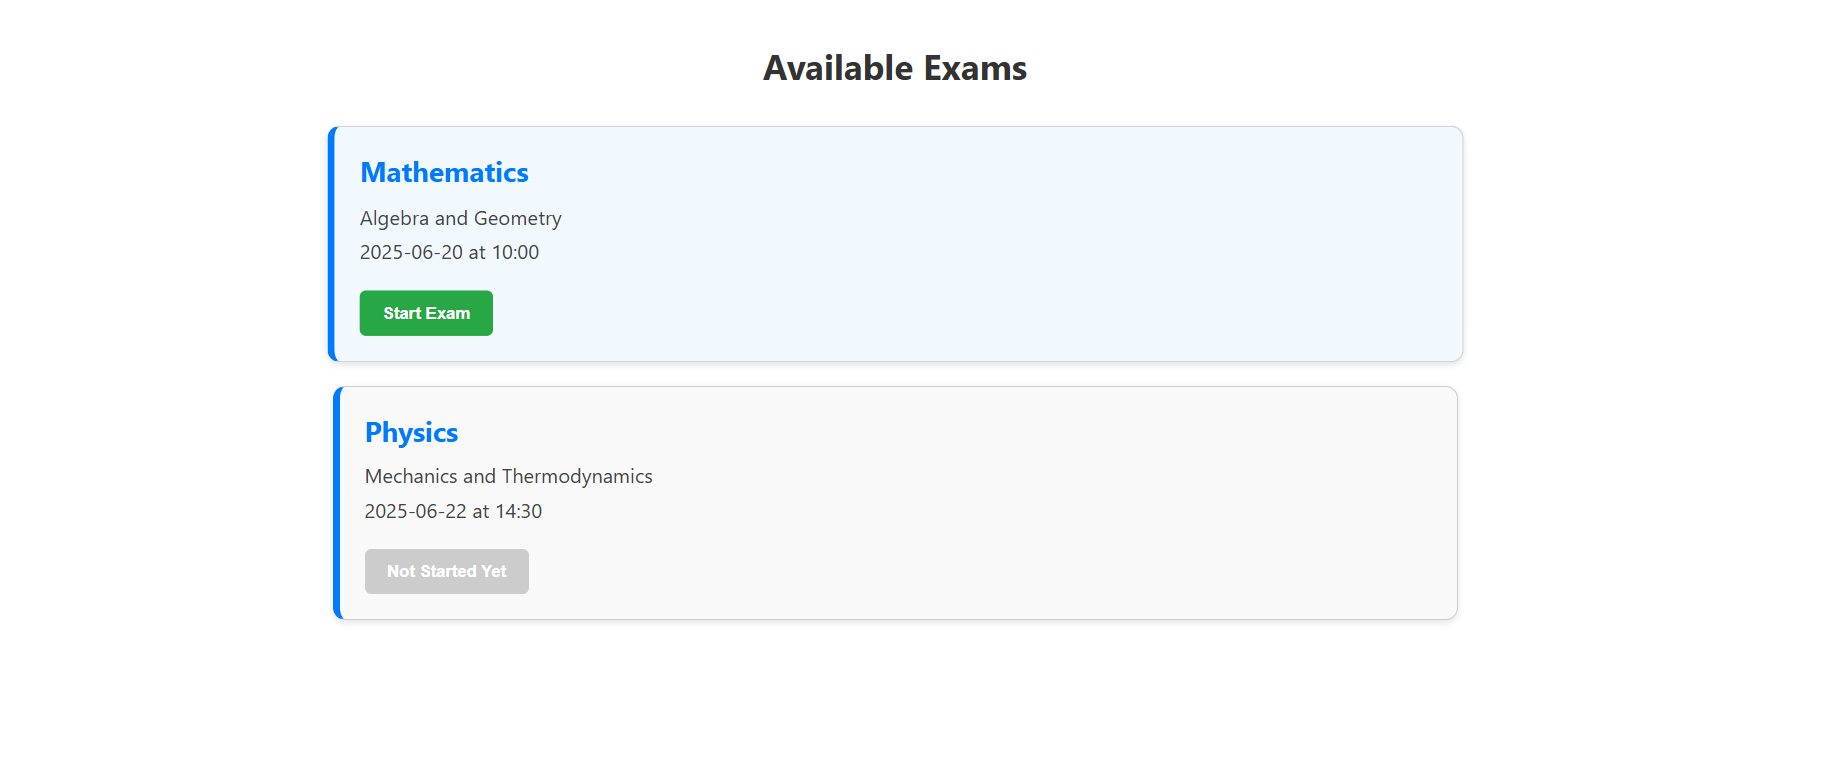 Available Exams
Mathematics
Algebra and Geometry
2025-06-20 at 10:00
Start Exam
Physics
Mechanics and Thermodynamics
2025-06-22 at 14:30
Not Started Yet